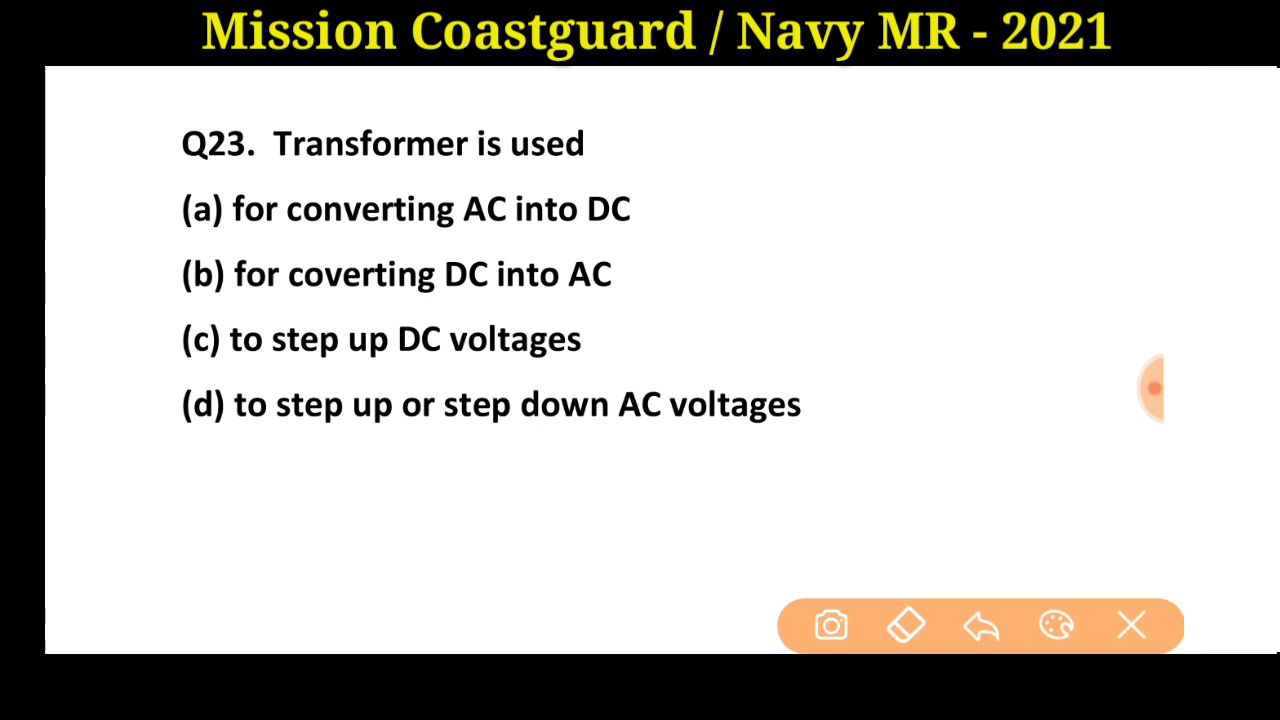 Mission Coastguard / Navy MR - 2021
Q23. Transformer is used
(a) for converting AC into DC
(b) for coverting DC into AC
(c) to step up DC voltages
(d) to step up or step down AC voltages